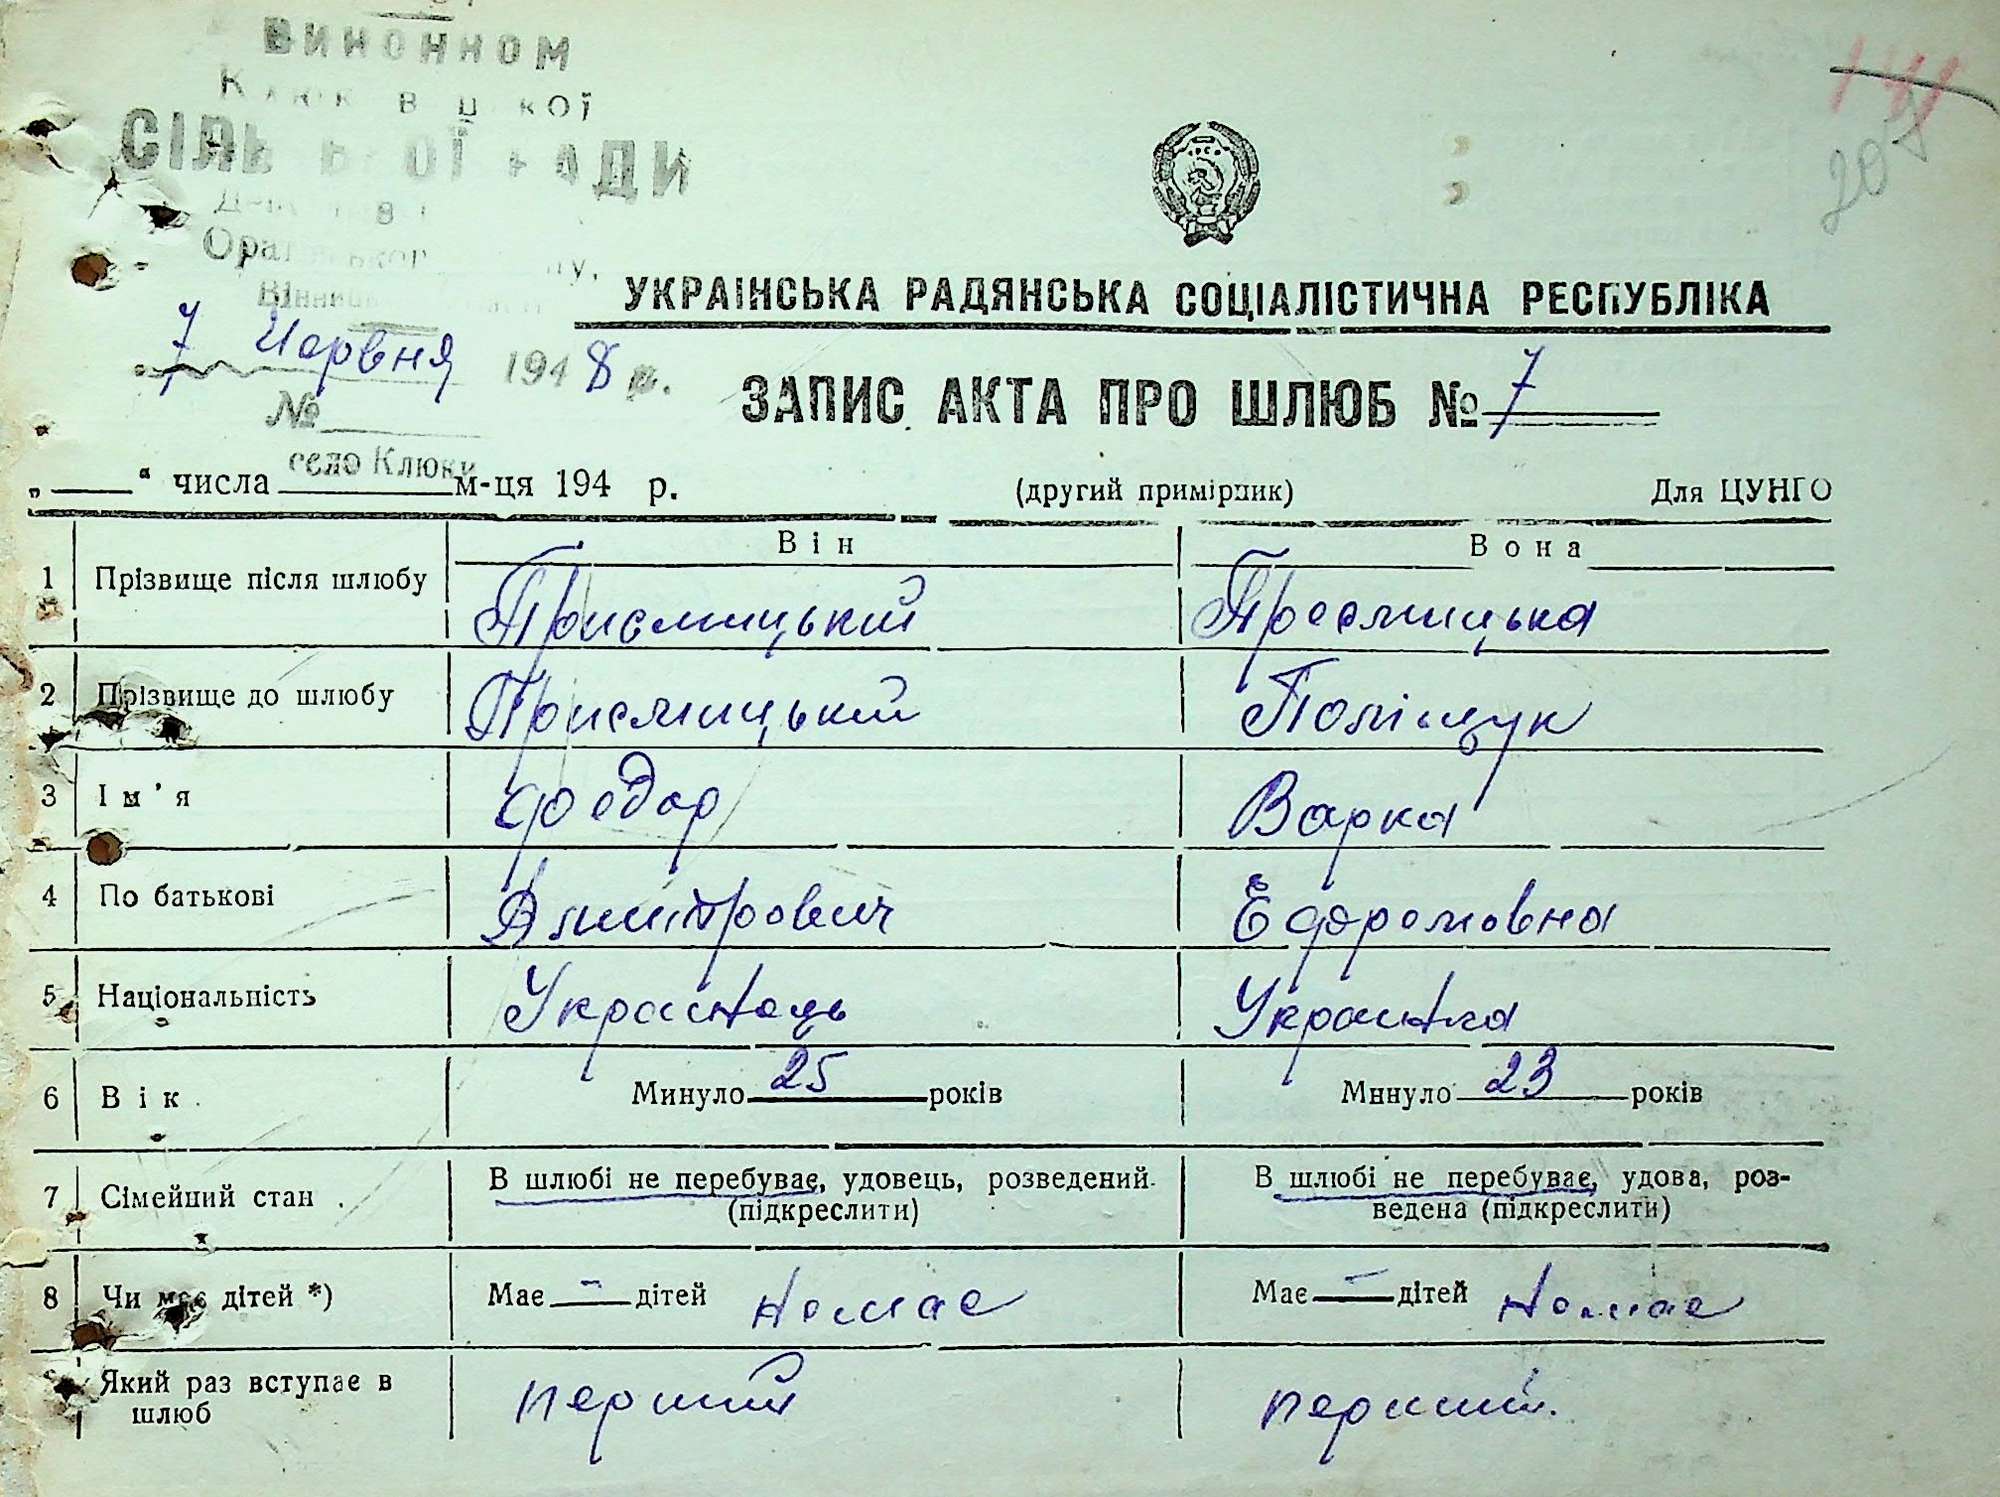 виконком
СІЛЬСЬКОЇ РАДИ
7 Червня 1948 р.
№
село Клюки
УКРАЇНСЬКА РАДЯНСЬКА СОЦІАЛІСТИЧНА РЕСПУБЛІКА
ЗАПИС АКТА ПРО ШЛЮБ № 7
„ “ числа м-ця 194 р. (другий примірник) Для ЦУНГО
Він Вона
1 Прізвище після шлюбу Приємицький Преємицька
2 Прізвище до шлюбу Приємицький Поліщук
3 Ім'я Федор Варка
4 По батькові Дмитрович Ефремовна
5 Національність Українець Українка
6 Вік Минуло 25 років Минуло 23 років
7 Сімейний стан В шлюбі не перебуває, удовець, розведений (підкреслити) В шлюбі не перебуває, удова, розведена (підкреслити)
8 Чи має дітей *) Має — дітей Немає Має — дітей Немає
Який раз вступає в шлюб перший перший.